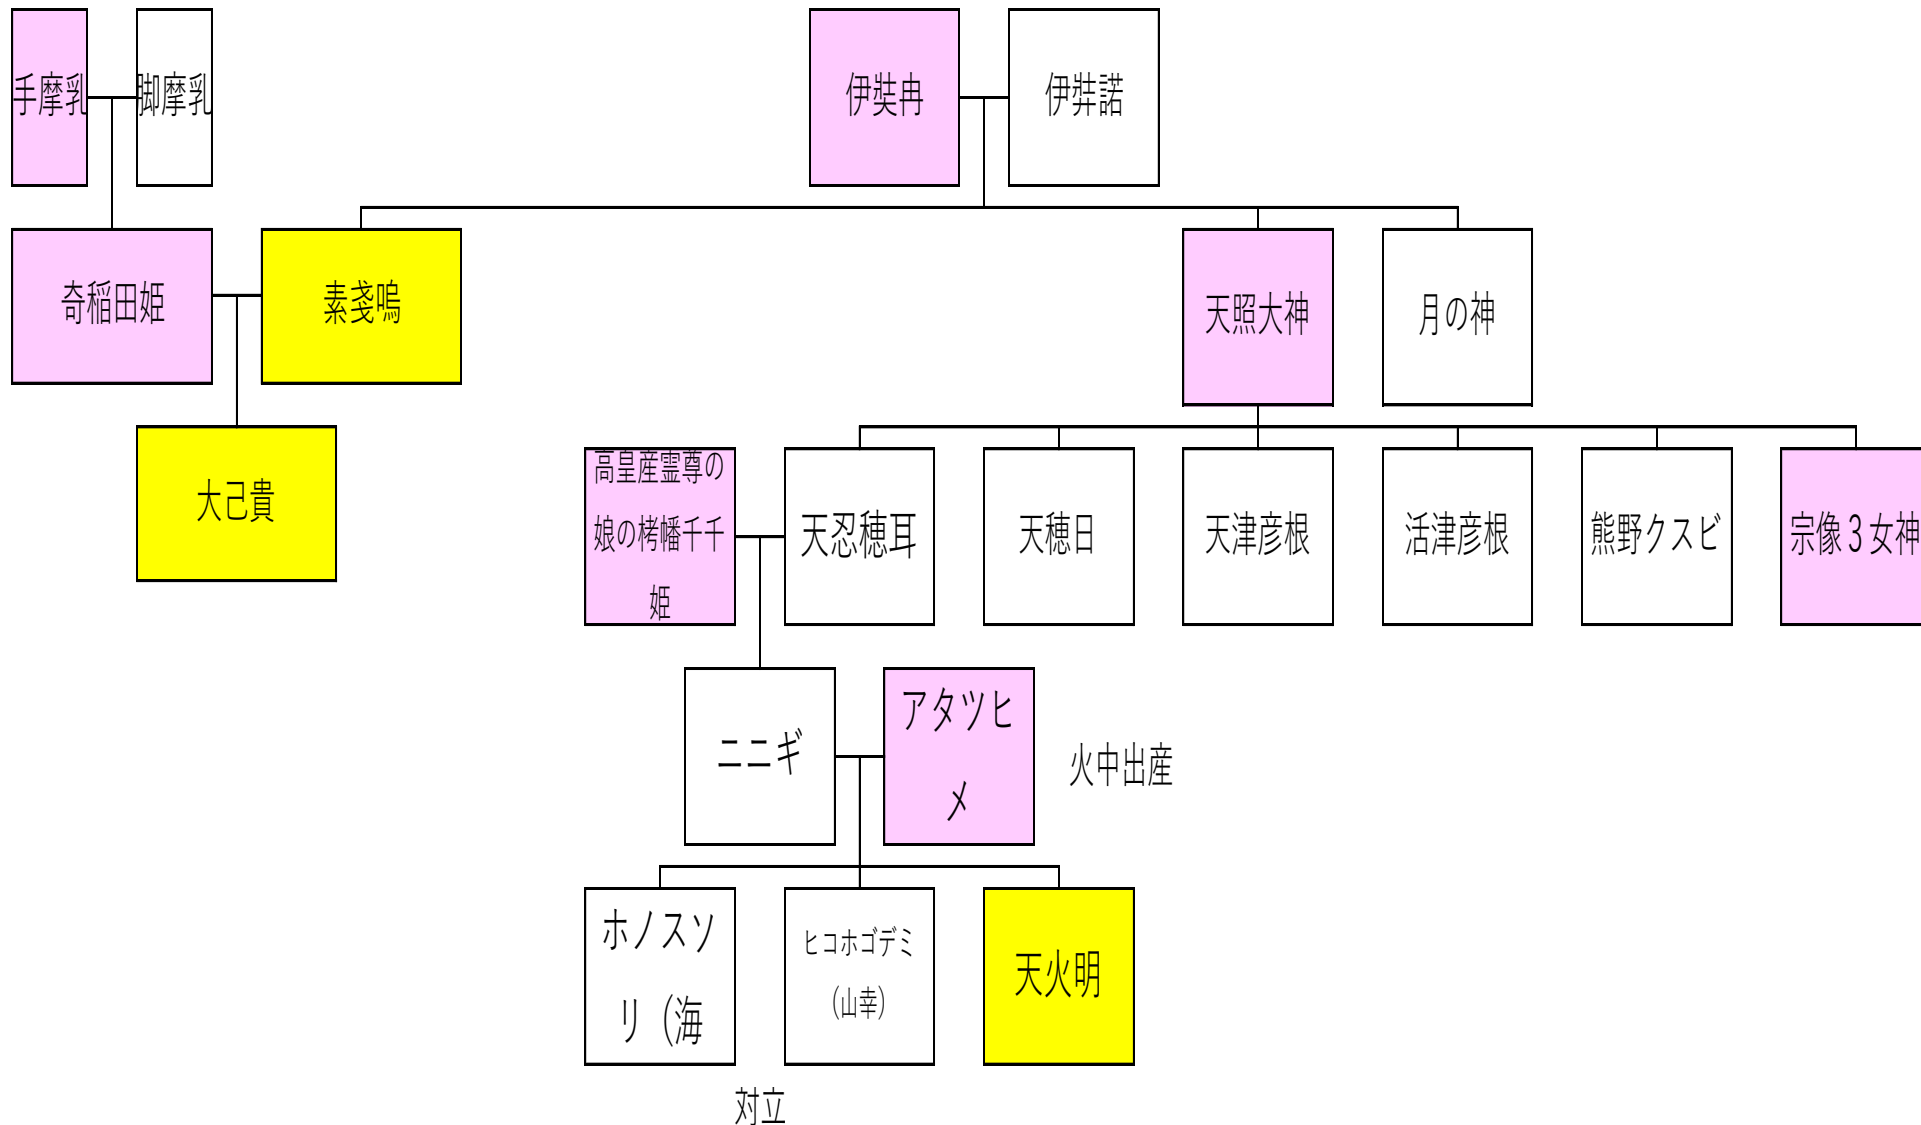 手摩乳
脚摩乳
伊奘冉
伊弉諾
奇稲田姫
素戔嗚
天照大神
月の神
大己貴
高皇産霊尊の
娘の栲幡千千
姫
天忍穂耳
天穂日
天津彦根
活津彦根
熊野クスビ
宗像３女神
ニニギ
アタツヒ
メ
火中出産
ホノスソ
リ（海
ヒコホゴデミ
（山幸）
天火明
対立